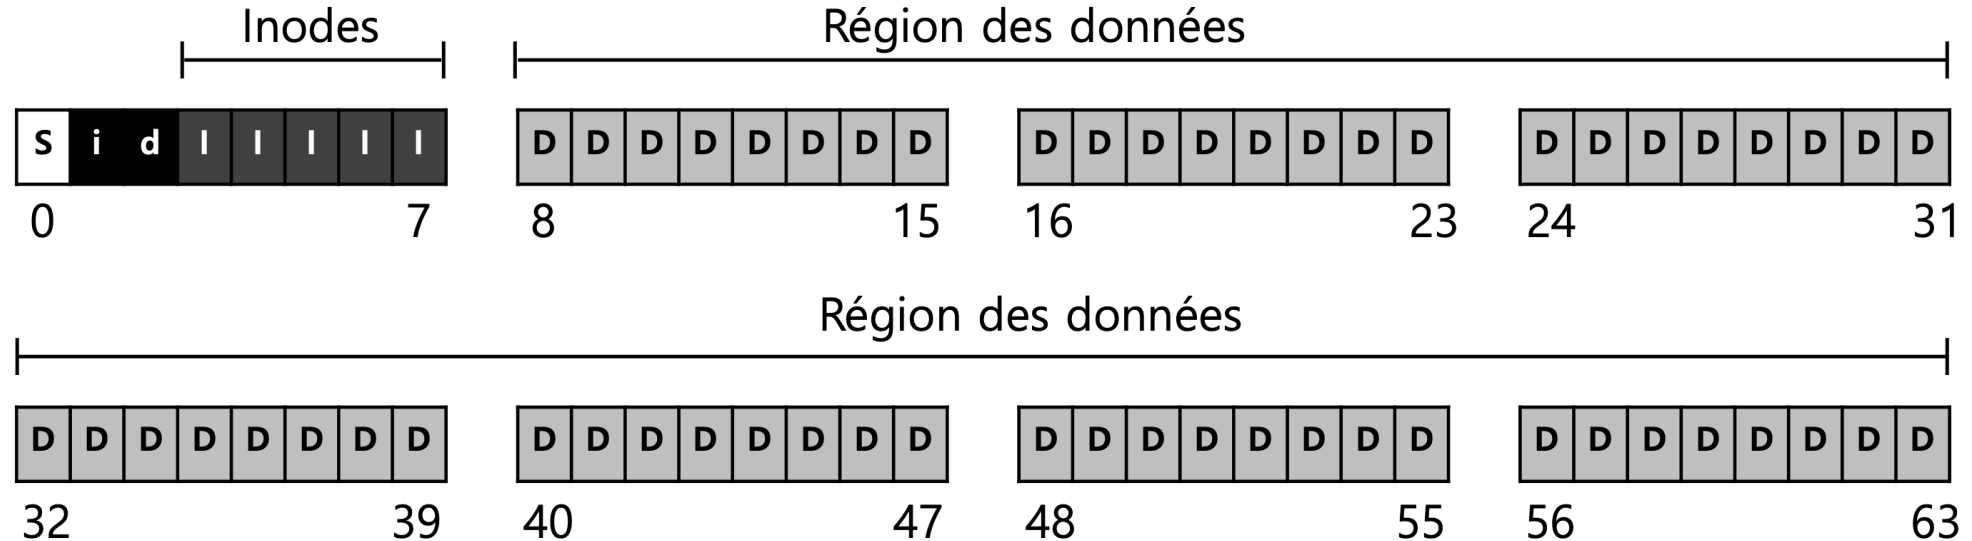 Inodes Région des données
S i d I I I I I D D D D D D D D D D D D D D D D D D D D D D D D
0 7 8 15 16 23 24 31
Région des données
D D D D D D D D D D D D D D D D D D D D D D D D D D D D D D D D
32 39 40 47 48 55 56 63